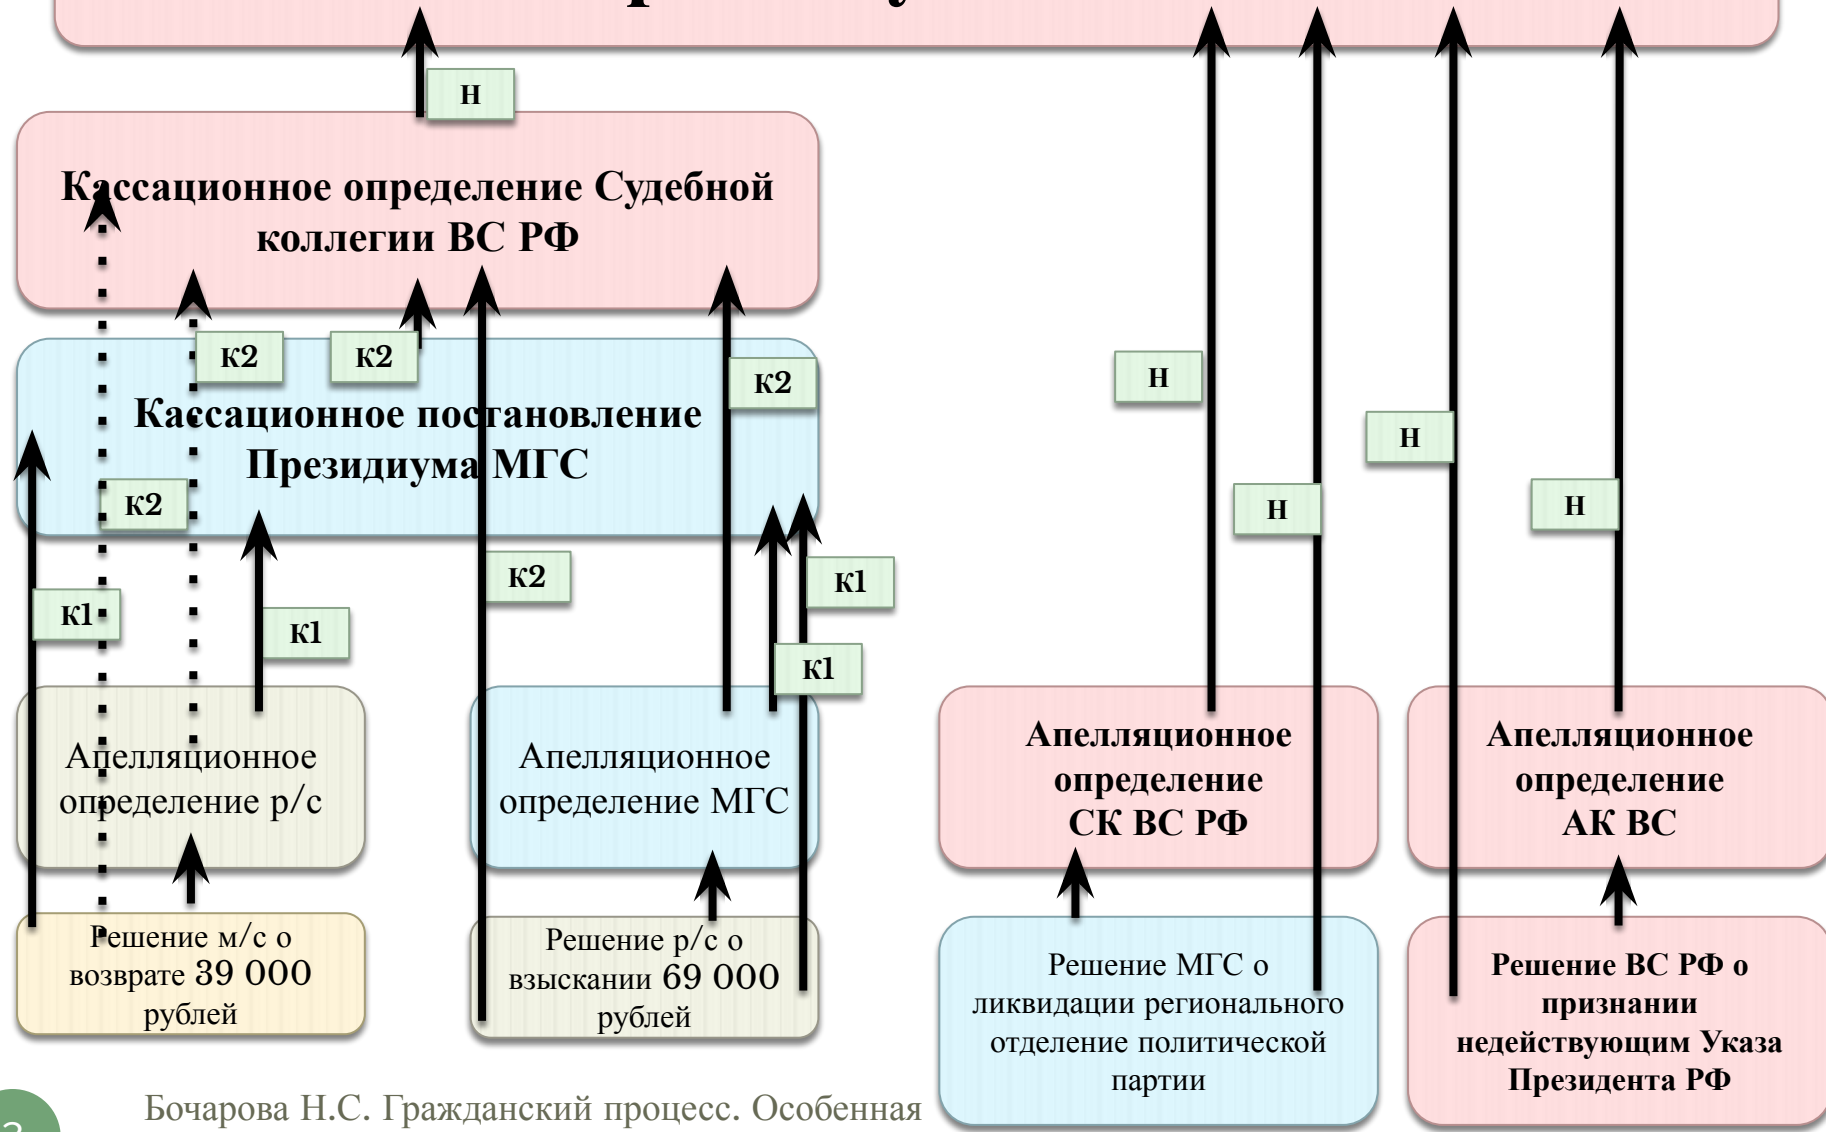 Н
Кассационное определение Судебной
коллегии ВС РФ
К2
К2
К2
Кассационное постановление
Президиума МГС
К2
К1
К1
К2
К1
К1
Н
Н
Н
Н
Апелляционное
определение р/с
Апелляционное
определение МГС
Апелляционное
определение
СК ВС РФ
Апелляционное
определение
АК ВС
Решение м/с о
возврате 39 000
рублей
Решение р/с о
взыскании 69 000
рублей
Решение МГС о
ликвидации регионального
отделение политической
партии
Решение ВС РФ о
признании
недействующим Указа
Президента РФ
Бочарова Н.С. Гражданский процесс. Особенная